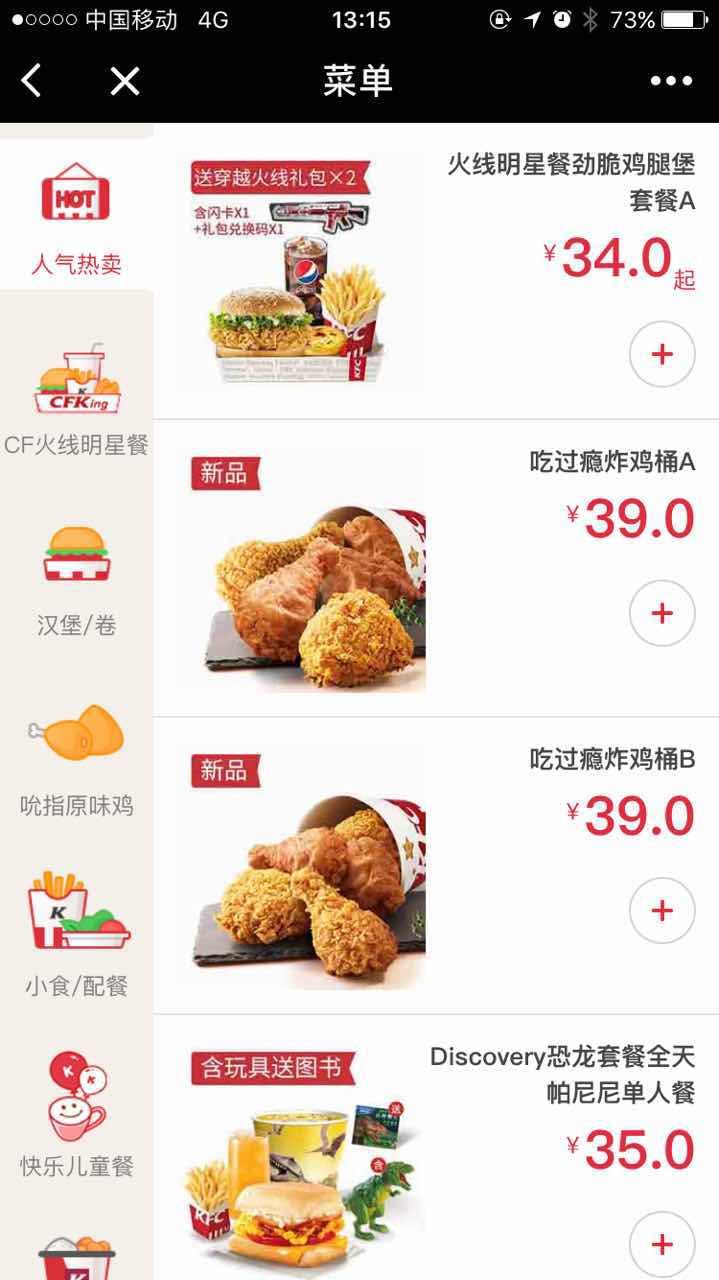 中国移动 4G 13:15 73%
菜单
HOT
人气热卖
K
CFKing
CF火线明星餐
汉堡/卷
吮指原味鸡
K
小食/配餐
K
K
快乐儿童餐
K
送穿越火线礼包×2
含闪卡X1
+礼包兑换码X1
KFC
火线明星餐劲脆鸡腿堡
套餐A
¥34.0起
+
新品
吃过瘾炸鸡桶A
¥39.0
+
新品
吃过瘾炸鸡桶B
¥39.0
+
含玩具送图书
送
含
KFC
Discovery恐龙套餐全天
帕尼尼单人餐
¥35.0
+